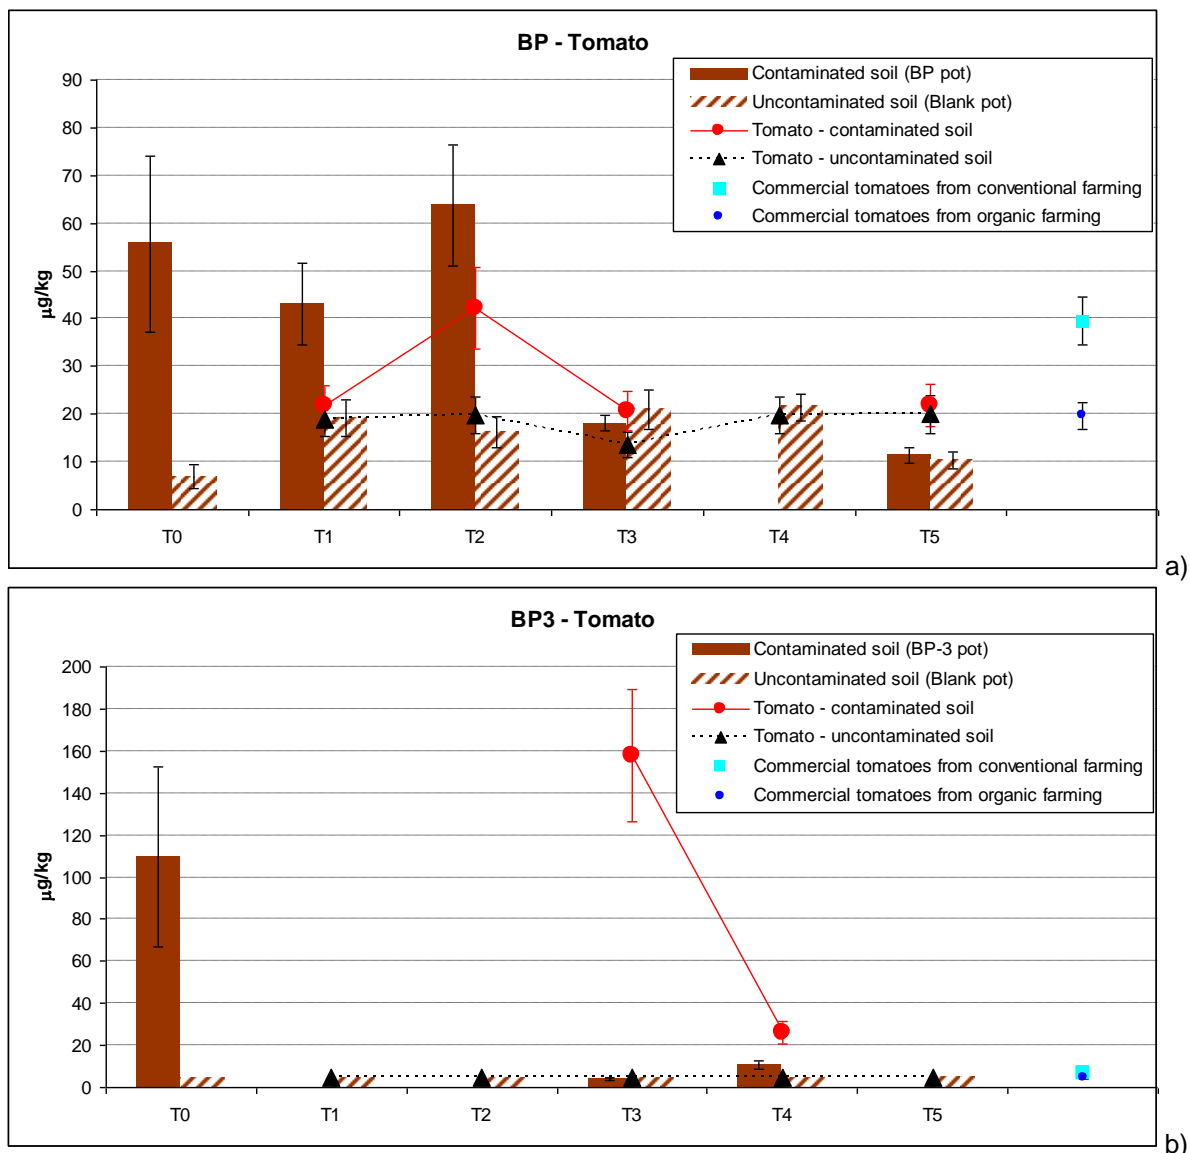 BP - Tomato
Contaminated soil (BP pot)
Uncontaminated soil (Blank pot)
Tomato - contaminated soil
Tomato - uncontaminated soil
Commercial tomatoes from conventional farming
Commercial tomatoes from organic farming
90
80
70
60
50
40
30
20
10
0
µg/kg
T0 T1 T2 T3 T4 T5
a)
BP3 - Tomato
Contaminated soil (BP-3 pot)
Uncontaminated soil (Blank pot)
Tomato - contaminated soil
Tomato - uncontaminated soil
Commercial tomatoes from conventional farming
Commercial tomatoes from organic farming
200
180
160
140
120
100
80
60
40
20
0
µg/kg
T0 T1 T2 T3 T4 T5
b)